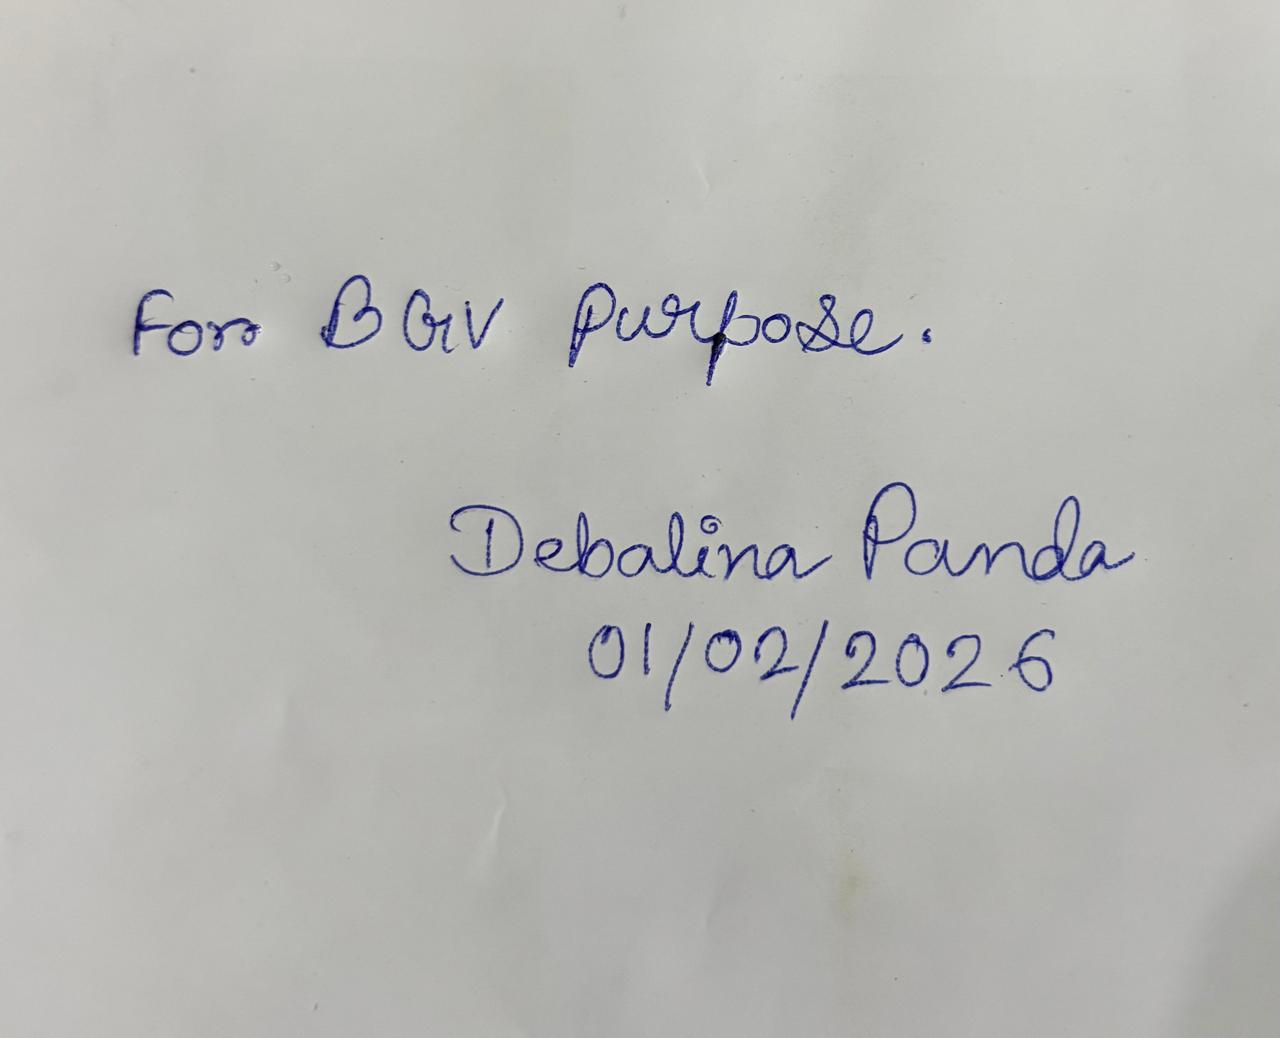 For BGV purpose.
Debalina Panda
01/02/2026